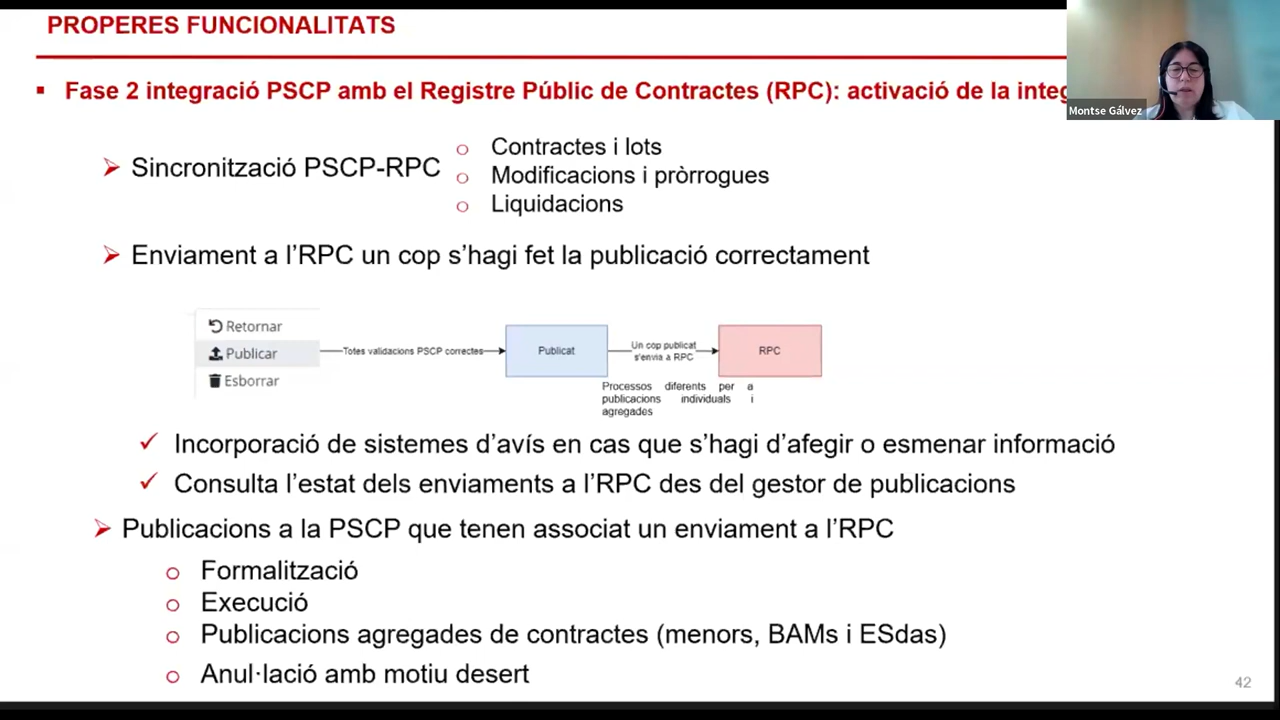 PROPERES FUNCIONALITATS
Fase 2 integració PSCP amb el Registre Públic de Contractes (RPC): activació de la integ
Montse Gálvez
Sincronització PSCP-RPC
Contractes i lots
Modificacions i pròrrogues
Liquidacions
Enviament a l’RPC un cop s’hagi fet la publicació correctament
Retornar
Publicar
Esborrar
Totes validacions PSCP correctes
Publicat
Un cop publicat
s'envia a RPC
RPC
Processos diferents per a
publicacions individuals i
agregades
Incorporació de sistemes d’avís en cas que s’hagi d’afegir o esmenar informació
Consulta l’estat dels enviaments a l’RPC des del gestor de publicacions
Publicacions a la PSCP que tenen associat un enviament a l’RPC
Formalització
Execució
Publicacions agregades de contractes (menors, BAMs i ESdas)
Anul·lació amb motiu desert
42